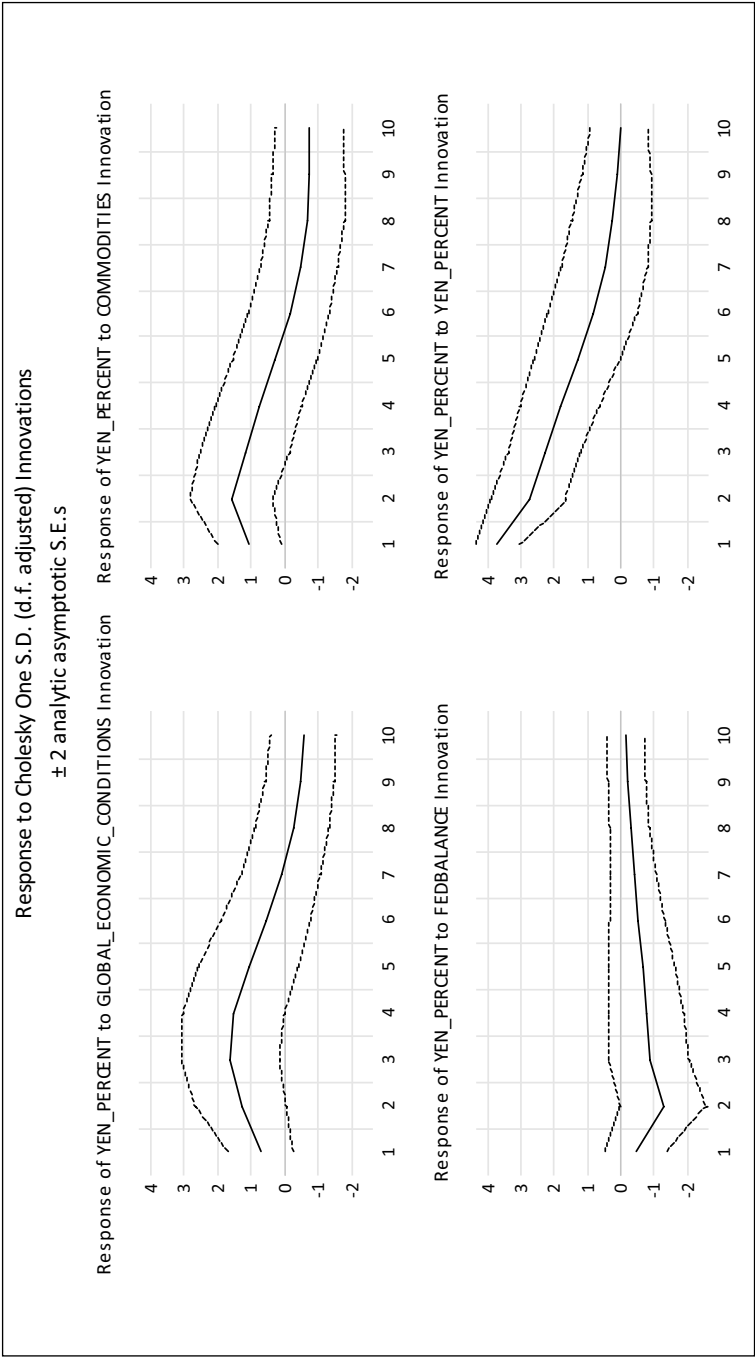 Response to Cholesky One S.D. (d.f. adjusted) Innovations
± 2 analytic asymptotic S.E.s
Response of YEN_PERCENT to GLOBAL_ECONOMIC_CONDITIONS Innovation
4
3
2
1
0
-1
-2
1 2 3 4 5 6 7 8 9 10
Response of YEN_PERCENT to COMMODITIES Innovation
4
3
2
1
0
-1
-2
1 2 3 4 5 6 7 8 9 10
Response of YEN_PERCENT to FEDBALANCE Innovation
4
3
2
1
0
-1
-2
1 2 3 4 5 6 7 8 9 10
Response of YEN_PERCENT to YEN_PERCENT Innovation
4
3
2
1
0
-1
-2
1 2 3 4 5 6 7 8 9 10